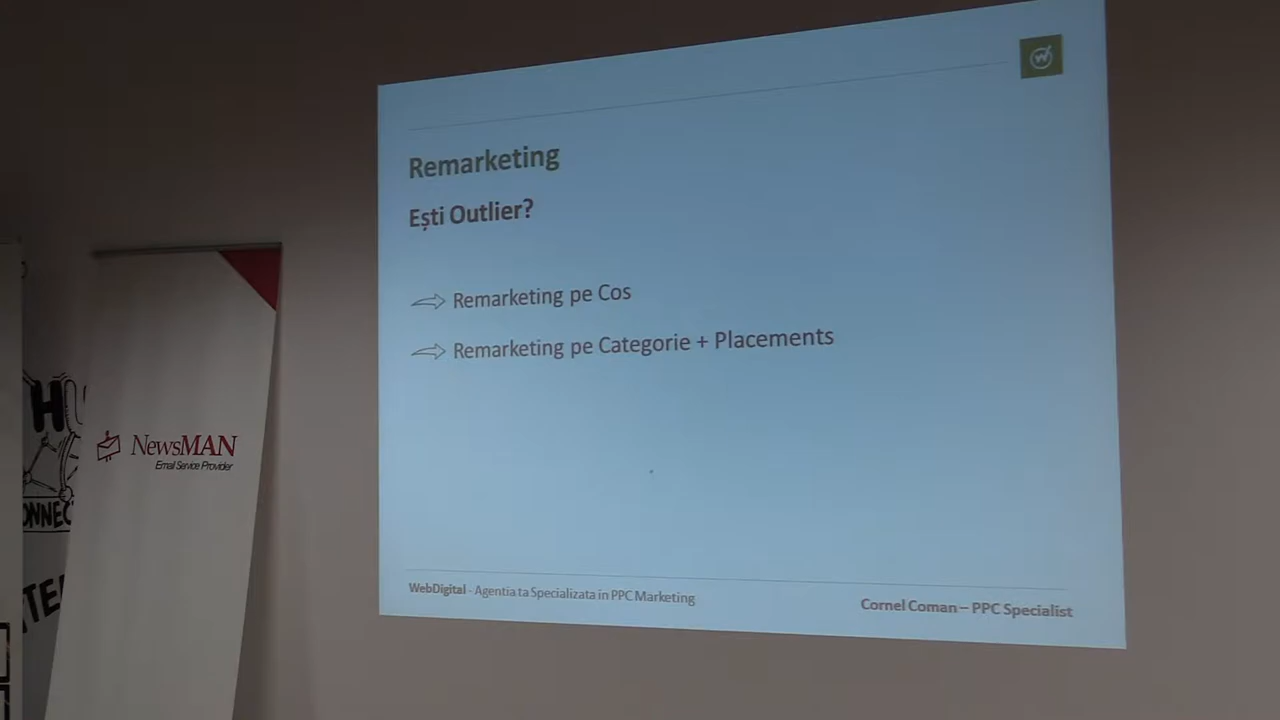 Remarketing
Ești Outlier?
Remarketing pe Cos
Remarketing pe Categorie + Placements
WebDigital - Agentia ta Specializata in PPC Marketing
Cornel Coman – PPC Specialist
NewsMAN
Email Service Provider